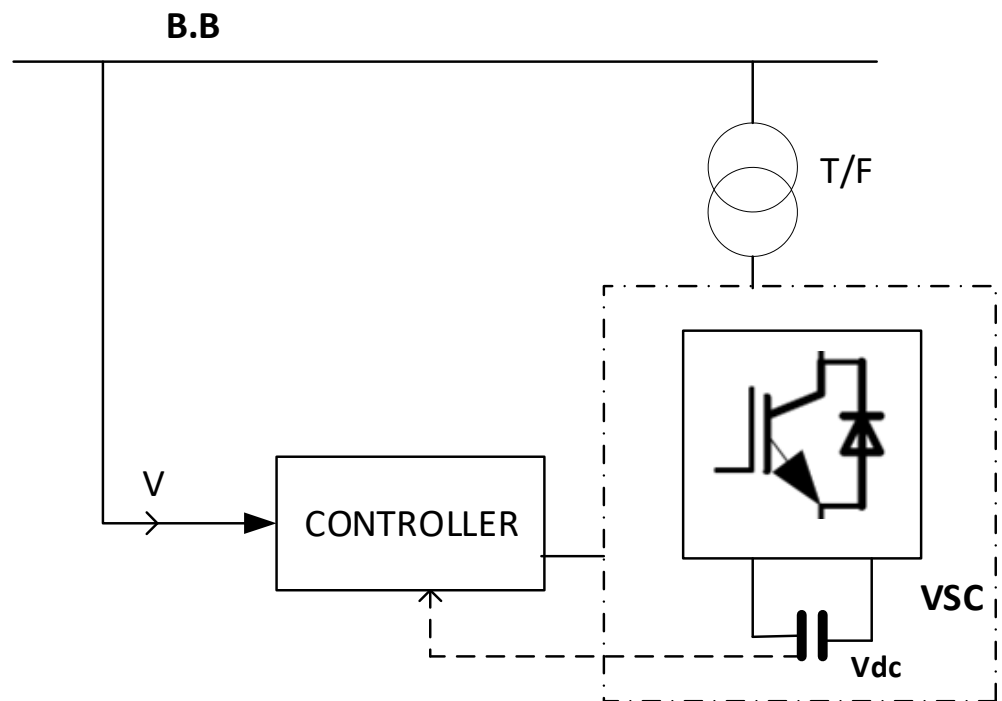 B.B
T/F
V
CONTROLLER
VSC
Vdc